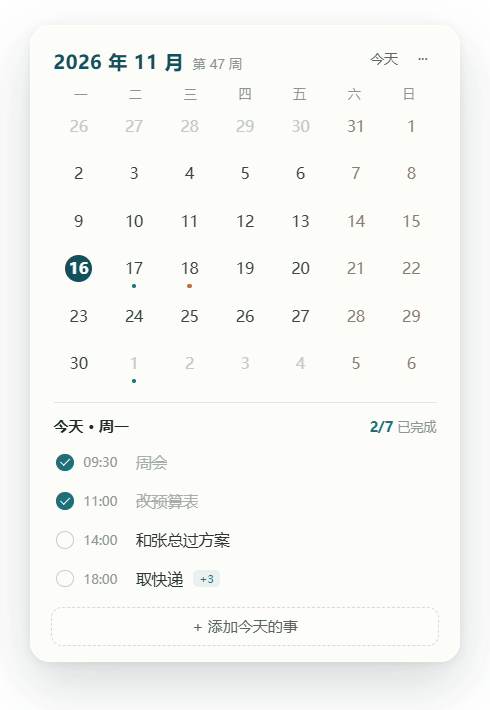 2026 年 11 月 第 47 周 今天 ···
一 二 三 四 五 六 日
26 27 28 29 30 31 1
2 3 4 5 6 7 8
9 10 11 12 13 14 15
16 17 18 19 20 21 22
23 24 25 26 27 28 29
30 1 2 3 4 5 6
今天 • 周一 2/7 已完成
09:30 周会
11:00 改预算表
14:00 和张总过方案
18:00 取快递 +3
+ 添加今天的事